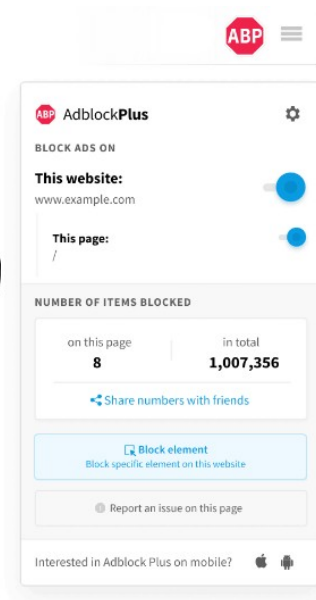 ABP
ABP AdblockPlus
BLOCK ADS ON
This website:
www.example.com
This page:
/
NUMBER OF ITEMS BLOCKED
on this page in total
8 1,007,356
Share numbers with friends
Block element
Block specific element on this website
Report an issue on this page
Interested in Adblock Plus on mobile?